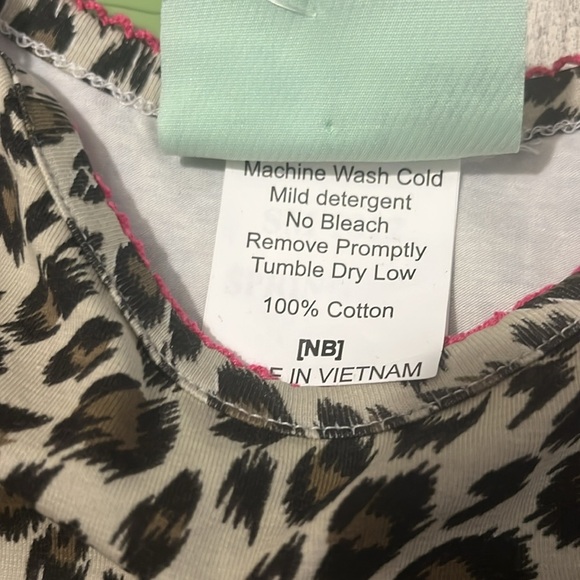 Machine Wash Cold
Mild detergent
No Bleach
Remove Promptly
Tumble Dry Low
100% Cotton
[NB]
E IN VIETNAM